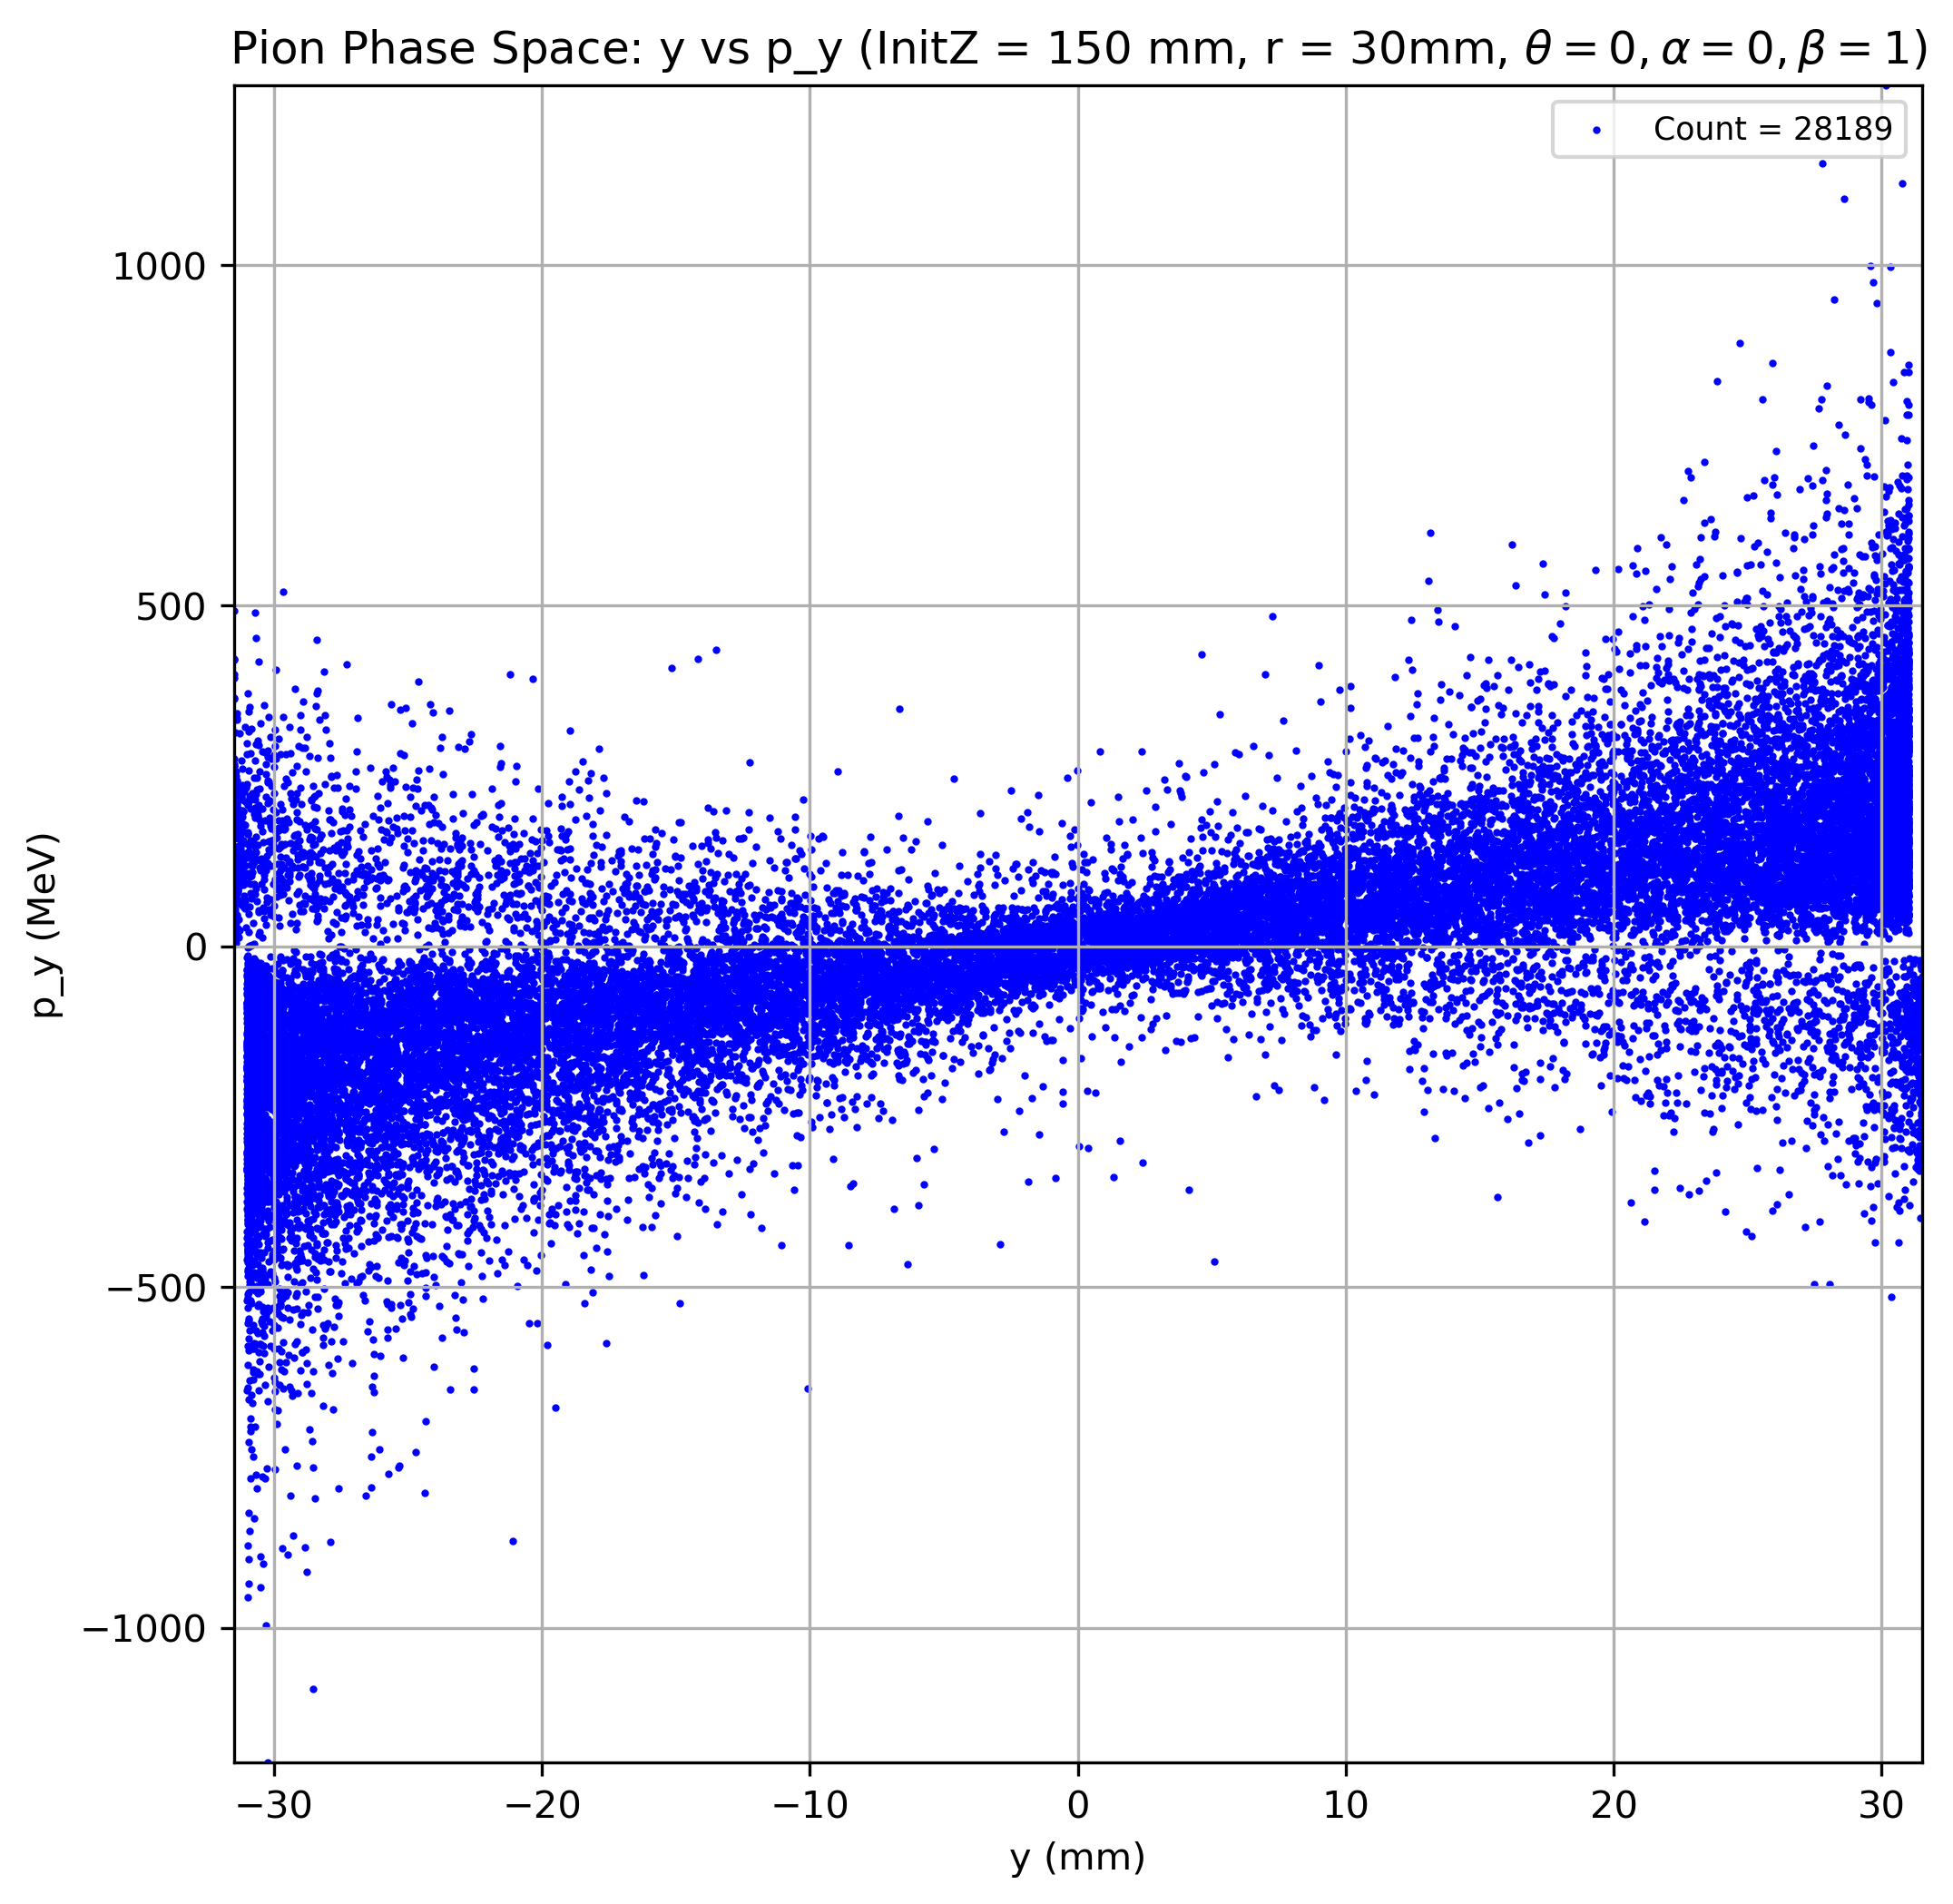 Pion Phase Space: y vs p_y (InitZ = 150 mm, r = 30mm, θ = 0, α = 0, β = 1)
Count = 28189
1000
500
0
−500
−1000
p_y (MeV)
−30 −20 −10 0 10 20 30
y (mm)